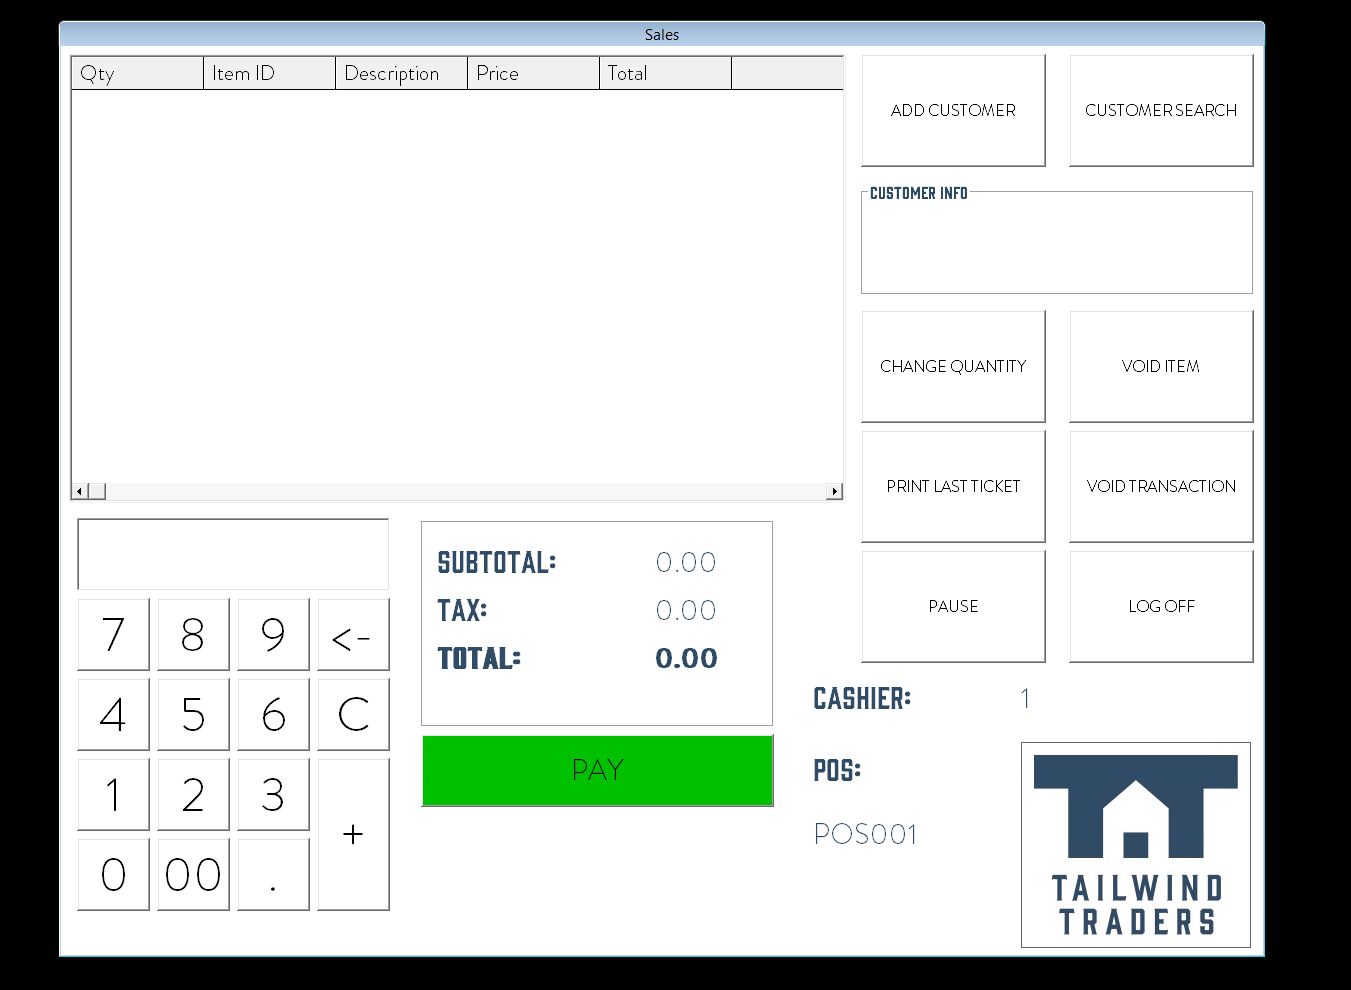 Sales
Qty Item ID Description Price Total
ADD CUSTOMER CUSTOMER SEARCH
CUSTOMER INFO
CHANGE QUANTITY VOID ITEM
PRINT LAST TICKET VOID TRANSACTION
PAUSE LOG OFF
SUBTOTAL: 0.00
TAX: 0.00
TOTAL: 0.00
PAY
7 8 9 <-
4 5 6 C
1 2 3 +
0 00 .
CASHIER: 1
POS:
POS001
TAILWIND
TRADERS